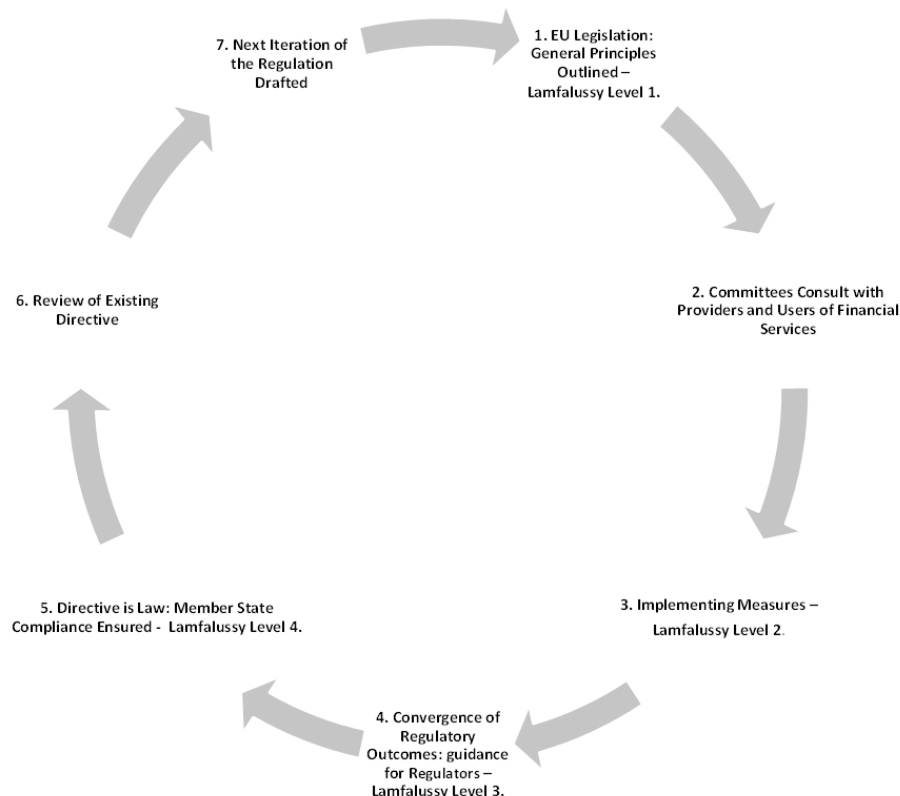 1. EU Legislation:
General Principles
Outlined –
Lamfalussy Level 1.
2. Committees Consult with
Providers and Users of Financial
Services
3. Implementing Measures –
Lamfalussy Level 2.
4. Convergence of
Regulatory
Outcomes: guidance
for Regulators –
Lamfalussy Level 3.
5. Directive is Law: Member State
Compliance Ensured - Lamfalussy Level 4.
6. Review of Existing
Directive
7. Next Iteration of
the Regulation
Drafted